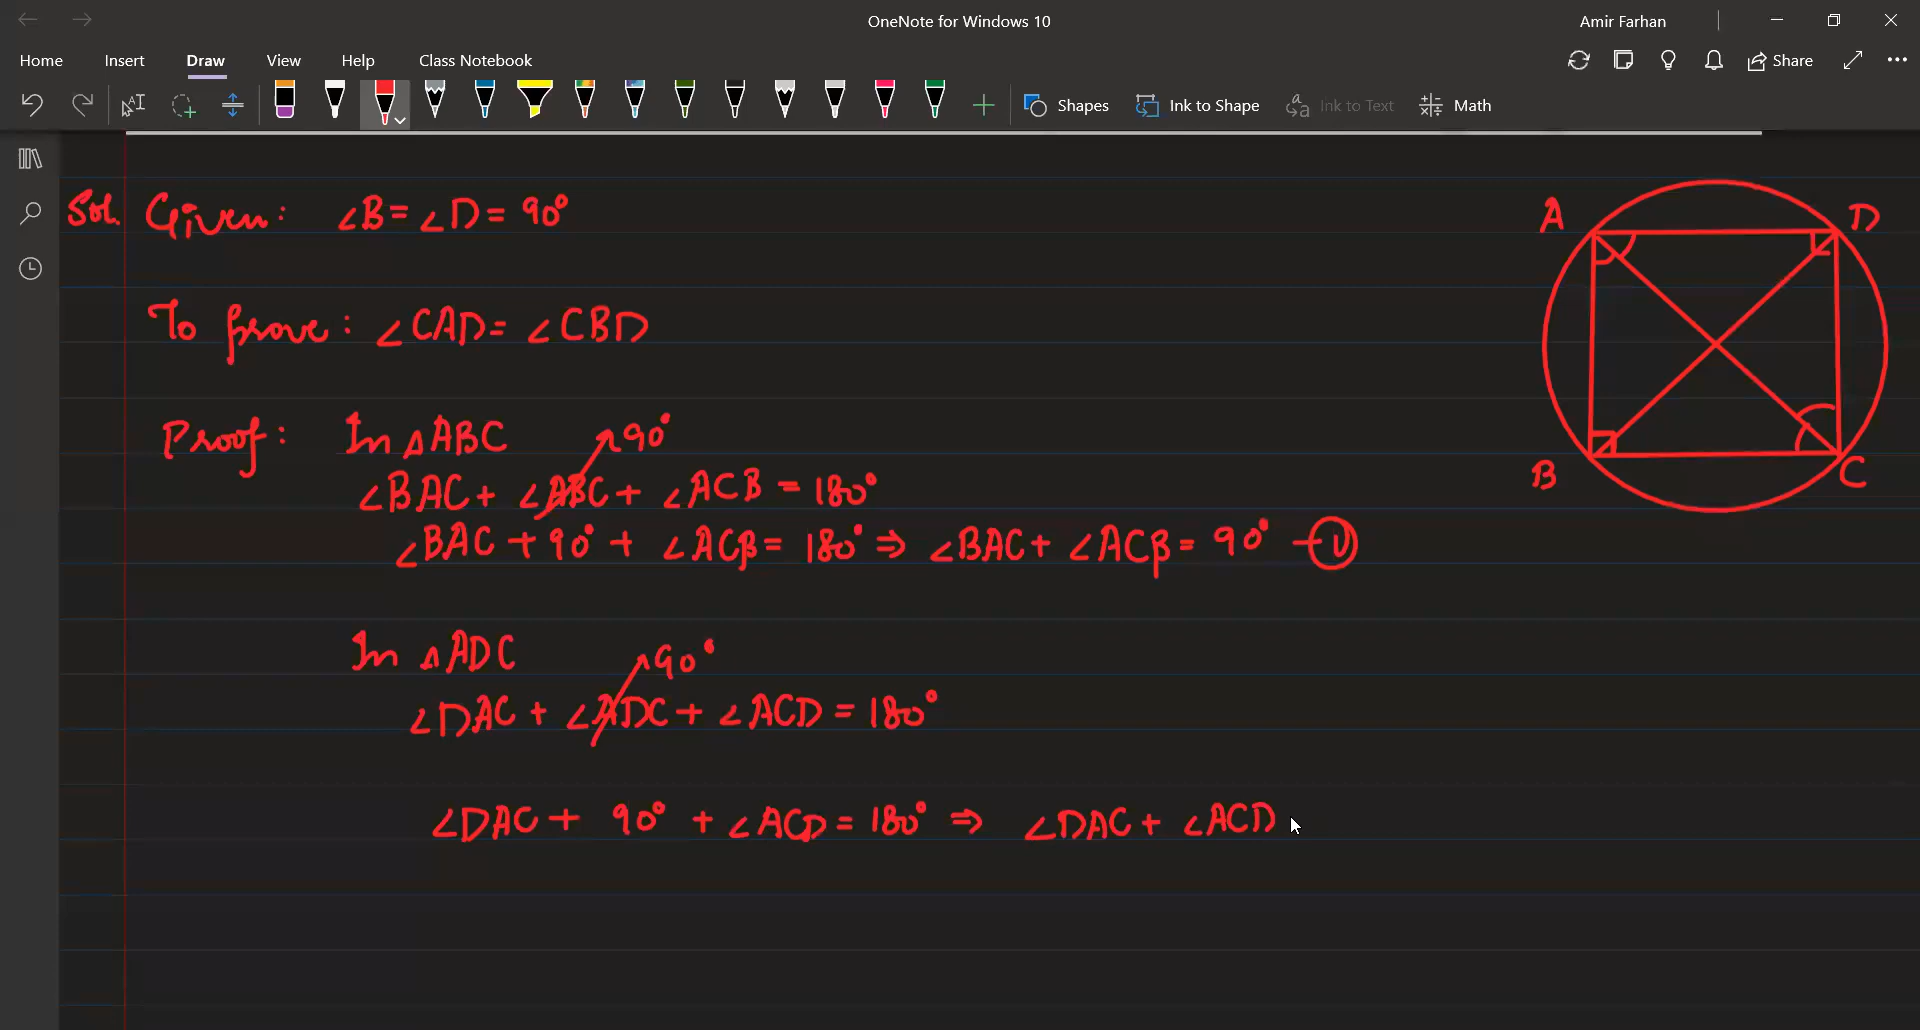 OneNote for Windows 10
Amir Farhan
Home Insert Draw View Help Class Notebook
Share
Shapes Ink to Shape Ink to Text Math
Sol. Given: ∠B = ∠D = 90°
To prove: ∠CAD = ∠CBD
Proof: In △ABC
90°
∠BAC + ∠ABC + ∠ACB = 180°
∠BAC + 90° + ∠ACB = 180° ⇒ ∠BAC + ∠ACB = 90° - ①
In △ADC
90°
∠DAC + ∠ADC + ∠ACD = 180°
∠DAC + 90° + ∠ACD = 180° ⇒ ∠DAC + ∠ACD
A D
B C